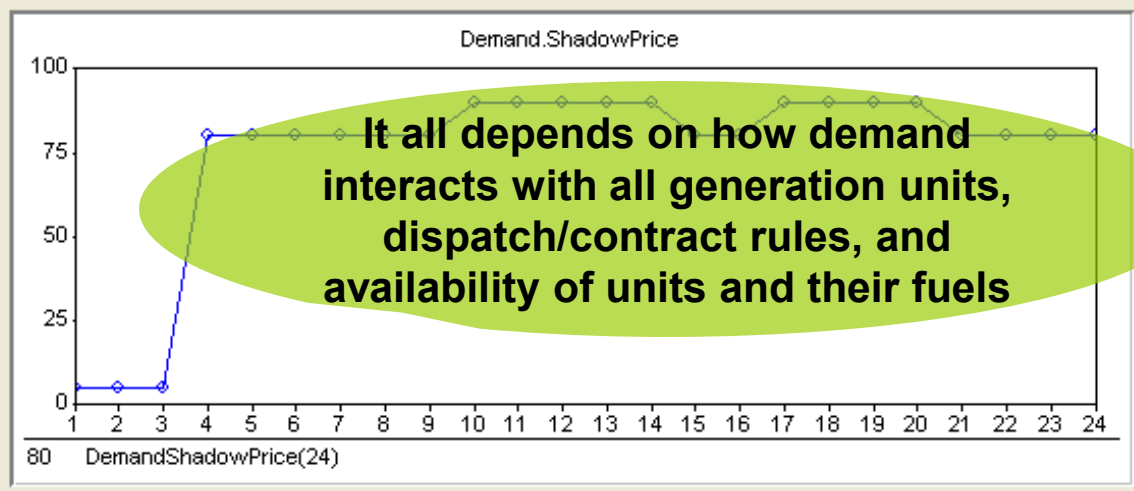 Demand.ShadowPrice
100
75
50
25
0
It all depends on how demand
interacts with all generation units,
dispatch/contract rules, and
availability of units and their fuels
1 2 3 4 5 6 7 8 9 10 11 12 13 14 15 16 17 18 19 20 21 22 23 24
80 DemandShadowPrice(24)